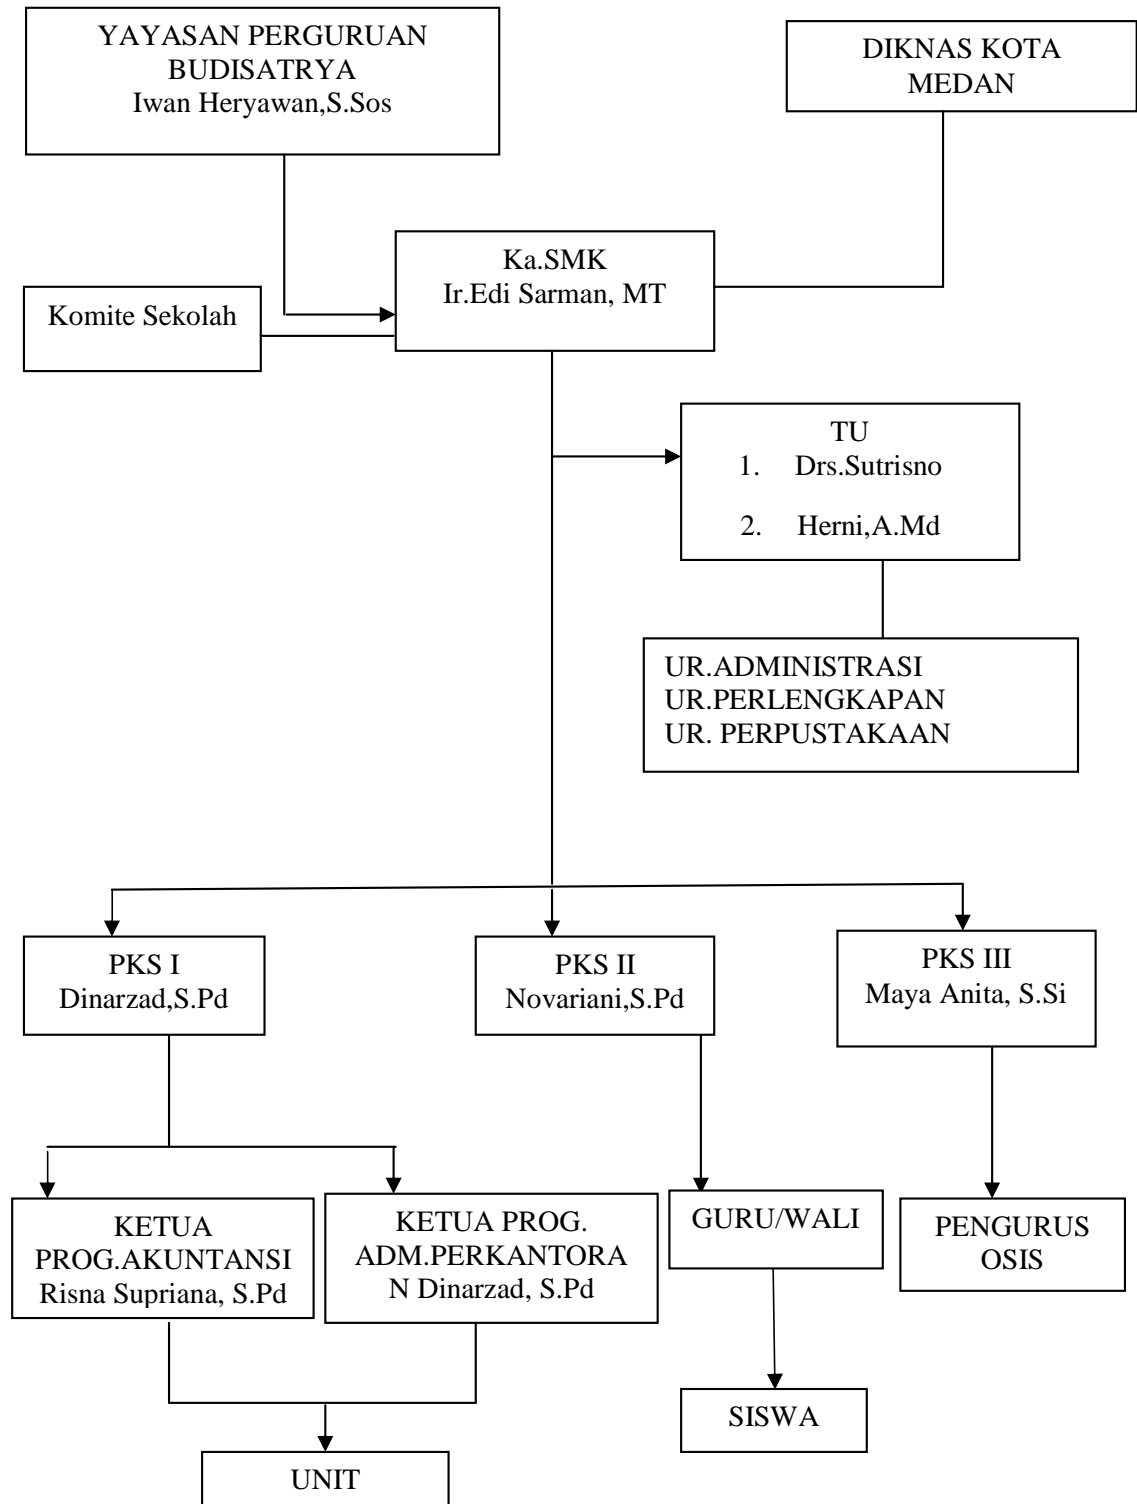 YAYASAN PERGURUAN
BUDISATRYA
Iwan Heryawan,S.Sos
DIKNAS KOTA
MEDAN
Ka.SMK
Ir.Edi Sarman, MT
Komite Sekolah
TU
1. Drs.Sutrisno
2. Herni,A.Md
UR.ADMINISTRASI
UR.PERLENGKAPAN
UR. PERPUSTAKAAN
PKS I
Dinarzad,S.Pd
PKS II
Novariani,S.Pd
PKS III
Maya Anita, S.Si
KETUA
PROG.AKUNTANSI
Risna Supriana, S.Pd
KETUA PROG.
ADM.PERKANTORA
N Dinarzad, S.Pd
GURU/WALI
PENGURUS
OSIS
SISWA
UNIT